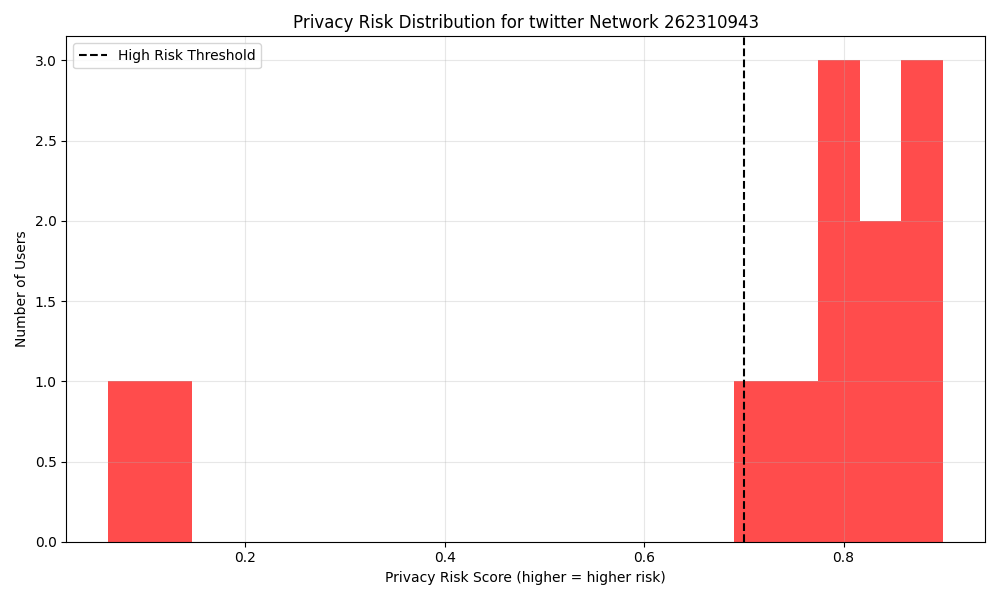 Privacy Risk Distribution for twitter Network 262310943
High Risk Threshold
Number of Users
3.0
2.5
2.0
1.5
1.0
0.5
0.0
0.2 0.4 0.6 0.8
Privacy Risk Score (higher = higher risk)